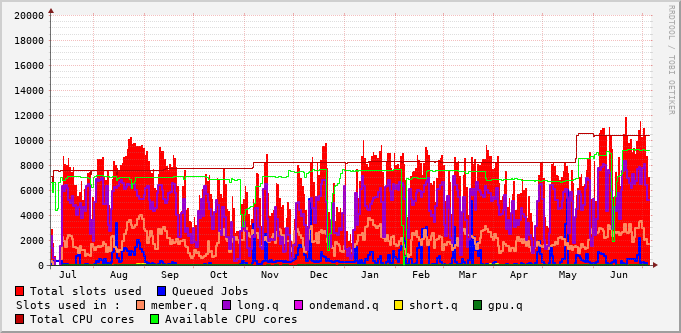 20000
18000
16000
14000
12000
10000
8000
6000
4000
2000
0
Jul Aug Sep Oct Nov Dec Jan Feb Mar Apr May Jun
Total slots used Queued Jobs
Slots used in : member.q long.q ondemand.q short.q gpu.q
Total CPU cores Available CPU cores
RRDTOOL / TOBI OETIKER